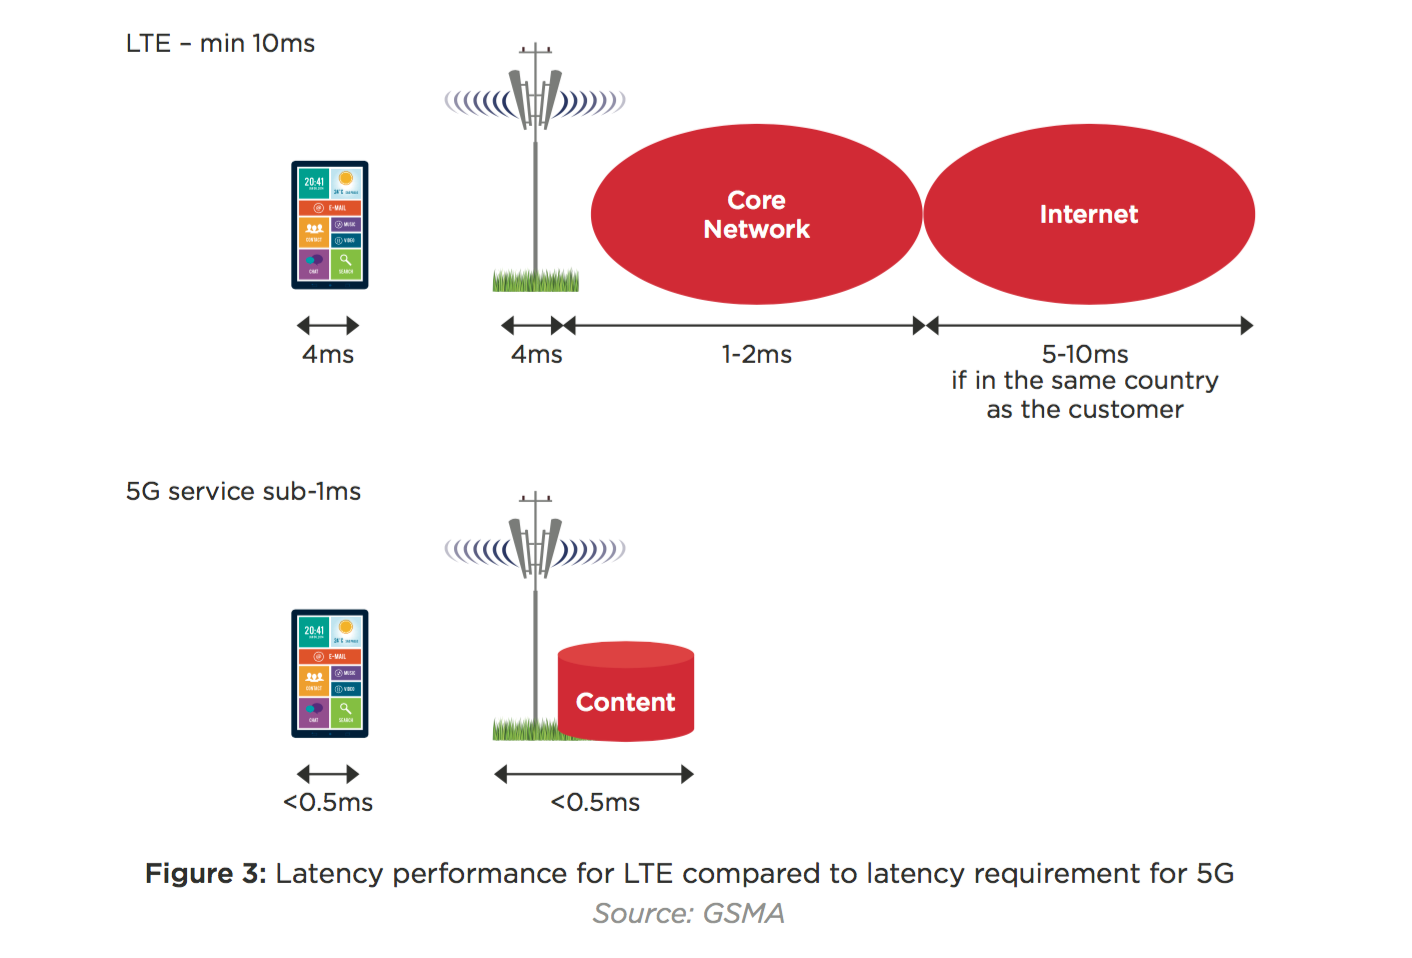 LTE – min 10ms
20:41
E-MAIL
MUSIC
CONTACT
VIDEO
CHAT
SEARCH
Core
Network
Internet
4ms
4ms
1-2ms
5-10ms
if in the same country
as the customer
5G service sub-1ms
20:41
E-MAIL
MUSIC
CONTACT
VIDEO
CHAT
SEARCH
Content
<0.5ms
<0.5ms
Figure 3: Latency performance for LTE compared to latency requirement for 5G
Source: GSMA